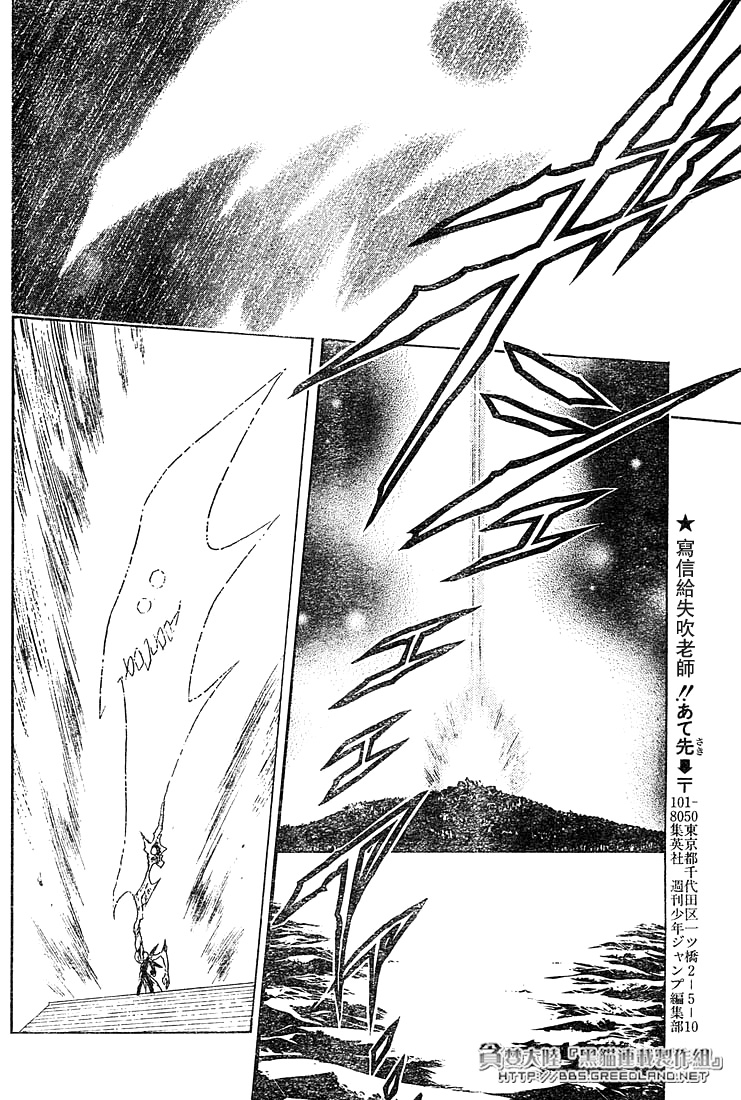 ★寫信給矢吹老師!!あて先➡〒
さき
101-8050東京都千代田区一ツ橋2-5-10
集英社 週刊少年ジャンプ編集部
貪婪大陸-『黑貓連載製作組』
HTTP://BBS.GREEDLAND.NET/